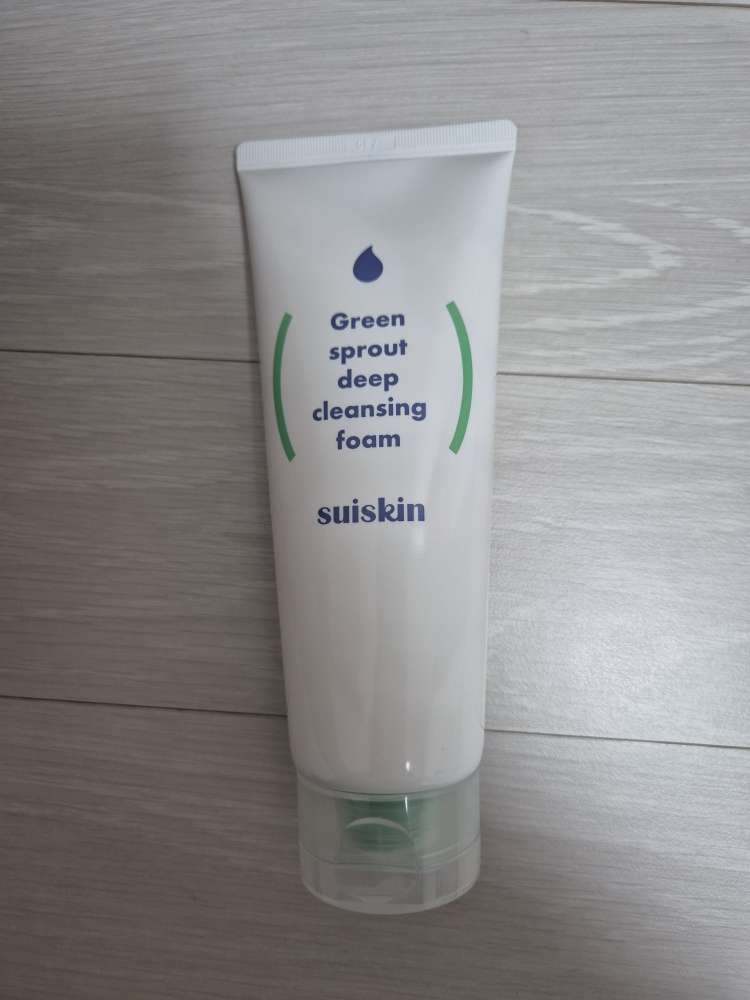 Green
sprout
deep
cleansing
foam
suiskin